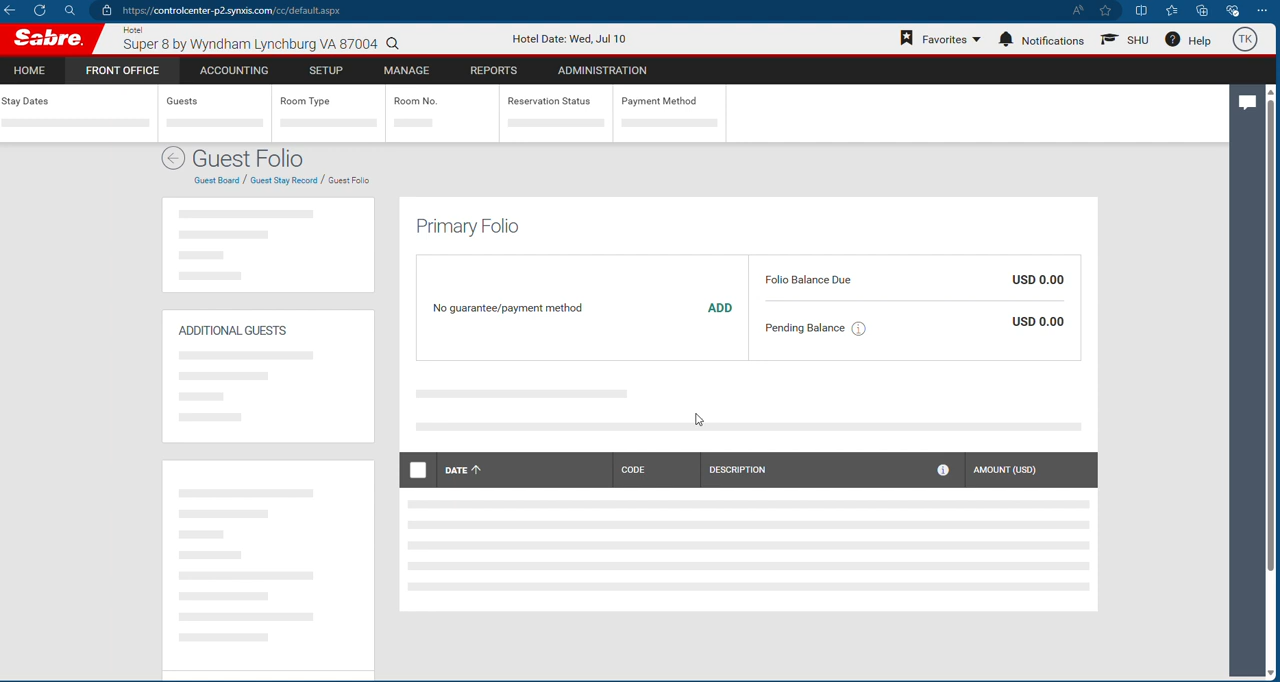 https://controlcenter-p2.synxis.com/cc/default.aspx
Sabre.
Hotel
Super 8 by Wyndham Lynchburg VA 87004
Hotel Date: Wed, Jul 10
Favorites
Notifications
SHU
Help
TK
HOME
FRONT OFFICE
ACCOUNTING
SETUP
MANAGE
REPORTS
ADMINISTRATION
Stay Dates
Guests
Room Type
Room No.
Reservation Status
Payment Method
Guest Folio
Guest Board / Guest Stay Record / Guest Folio
ADDITIONAL GUESTS
Primary Folio
No guarantee/payment method
ADD
Folio Balance Due
USD 0.00
Pending Balance
USD 0.00
DATE
CODE
DESCRIPTION
AMOUNT (USD)